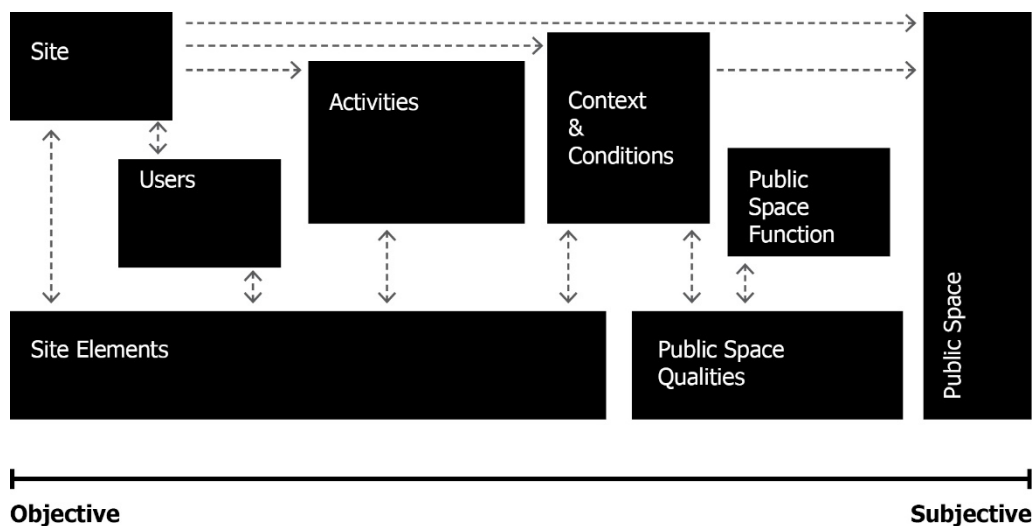 Site
Activities
Context
&
Conditions
Users
Public
Space
Function
Site Elements
Public Space
Qualities
Public Space
Objective
Subjective